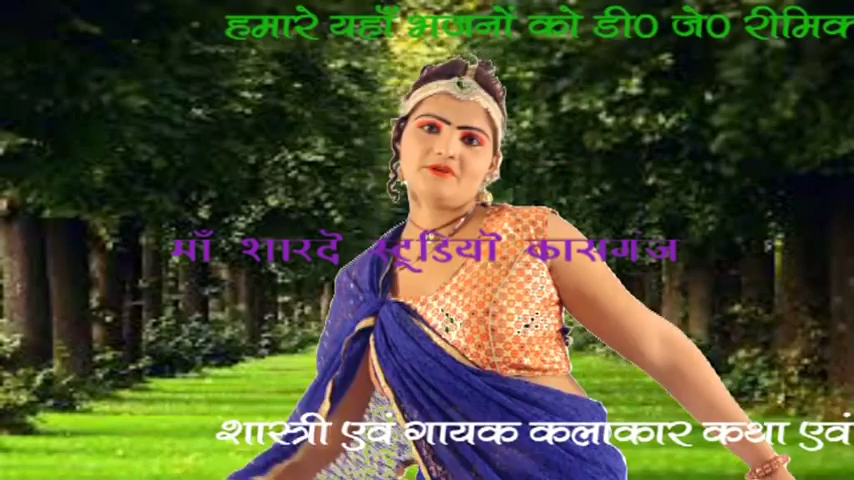 हमारे यहाँ भजनों को डी0 जे0 रीमिक
माँ शारदे स्टूडियो कासगंज
शास्त्री एवं गायक कलाकार कथा एवं